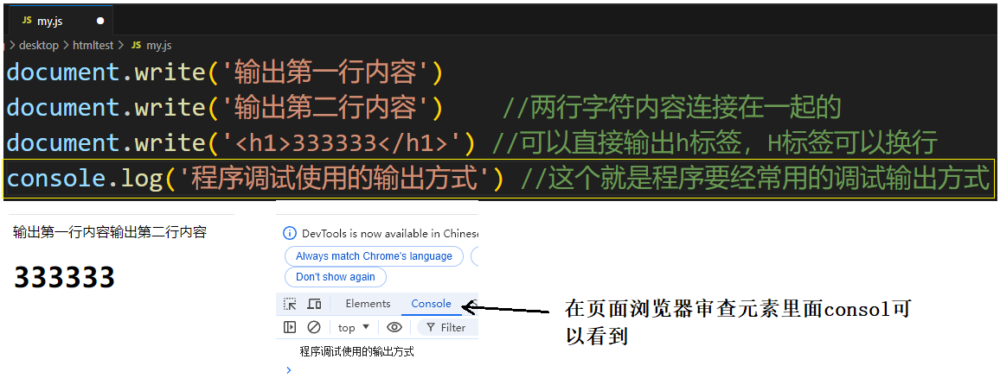 JS my.js
desktop > htmltest > JS my.js
document.write('输出第一行内容')
document.write('输出第二行内容') //两行字符内容连接在一起的
document.write('<h1>333333</h1>') //可以直接输出h标签，H标签可以换行
console.log('程序调试使用的输出方式') //这个就是程序要经常用的调试输出方式
输出第一行内容输出第二行内容
333333
DevTools is now available in Chinese
Always match Chrome's language
Don't show again
Elements Console
top Filter
程序调试使用的输出方式
在页面浏览器审查元素里面consol可
以看到